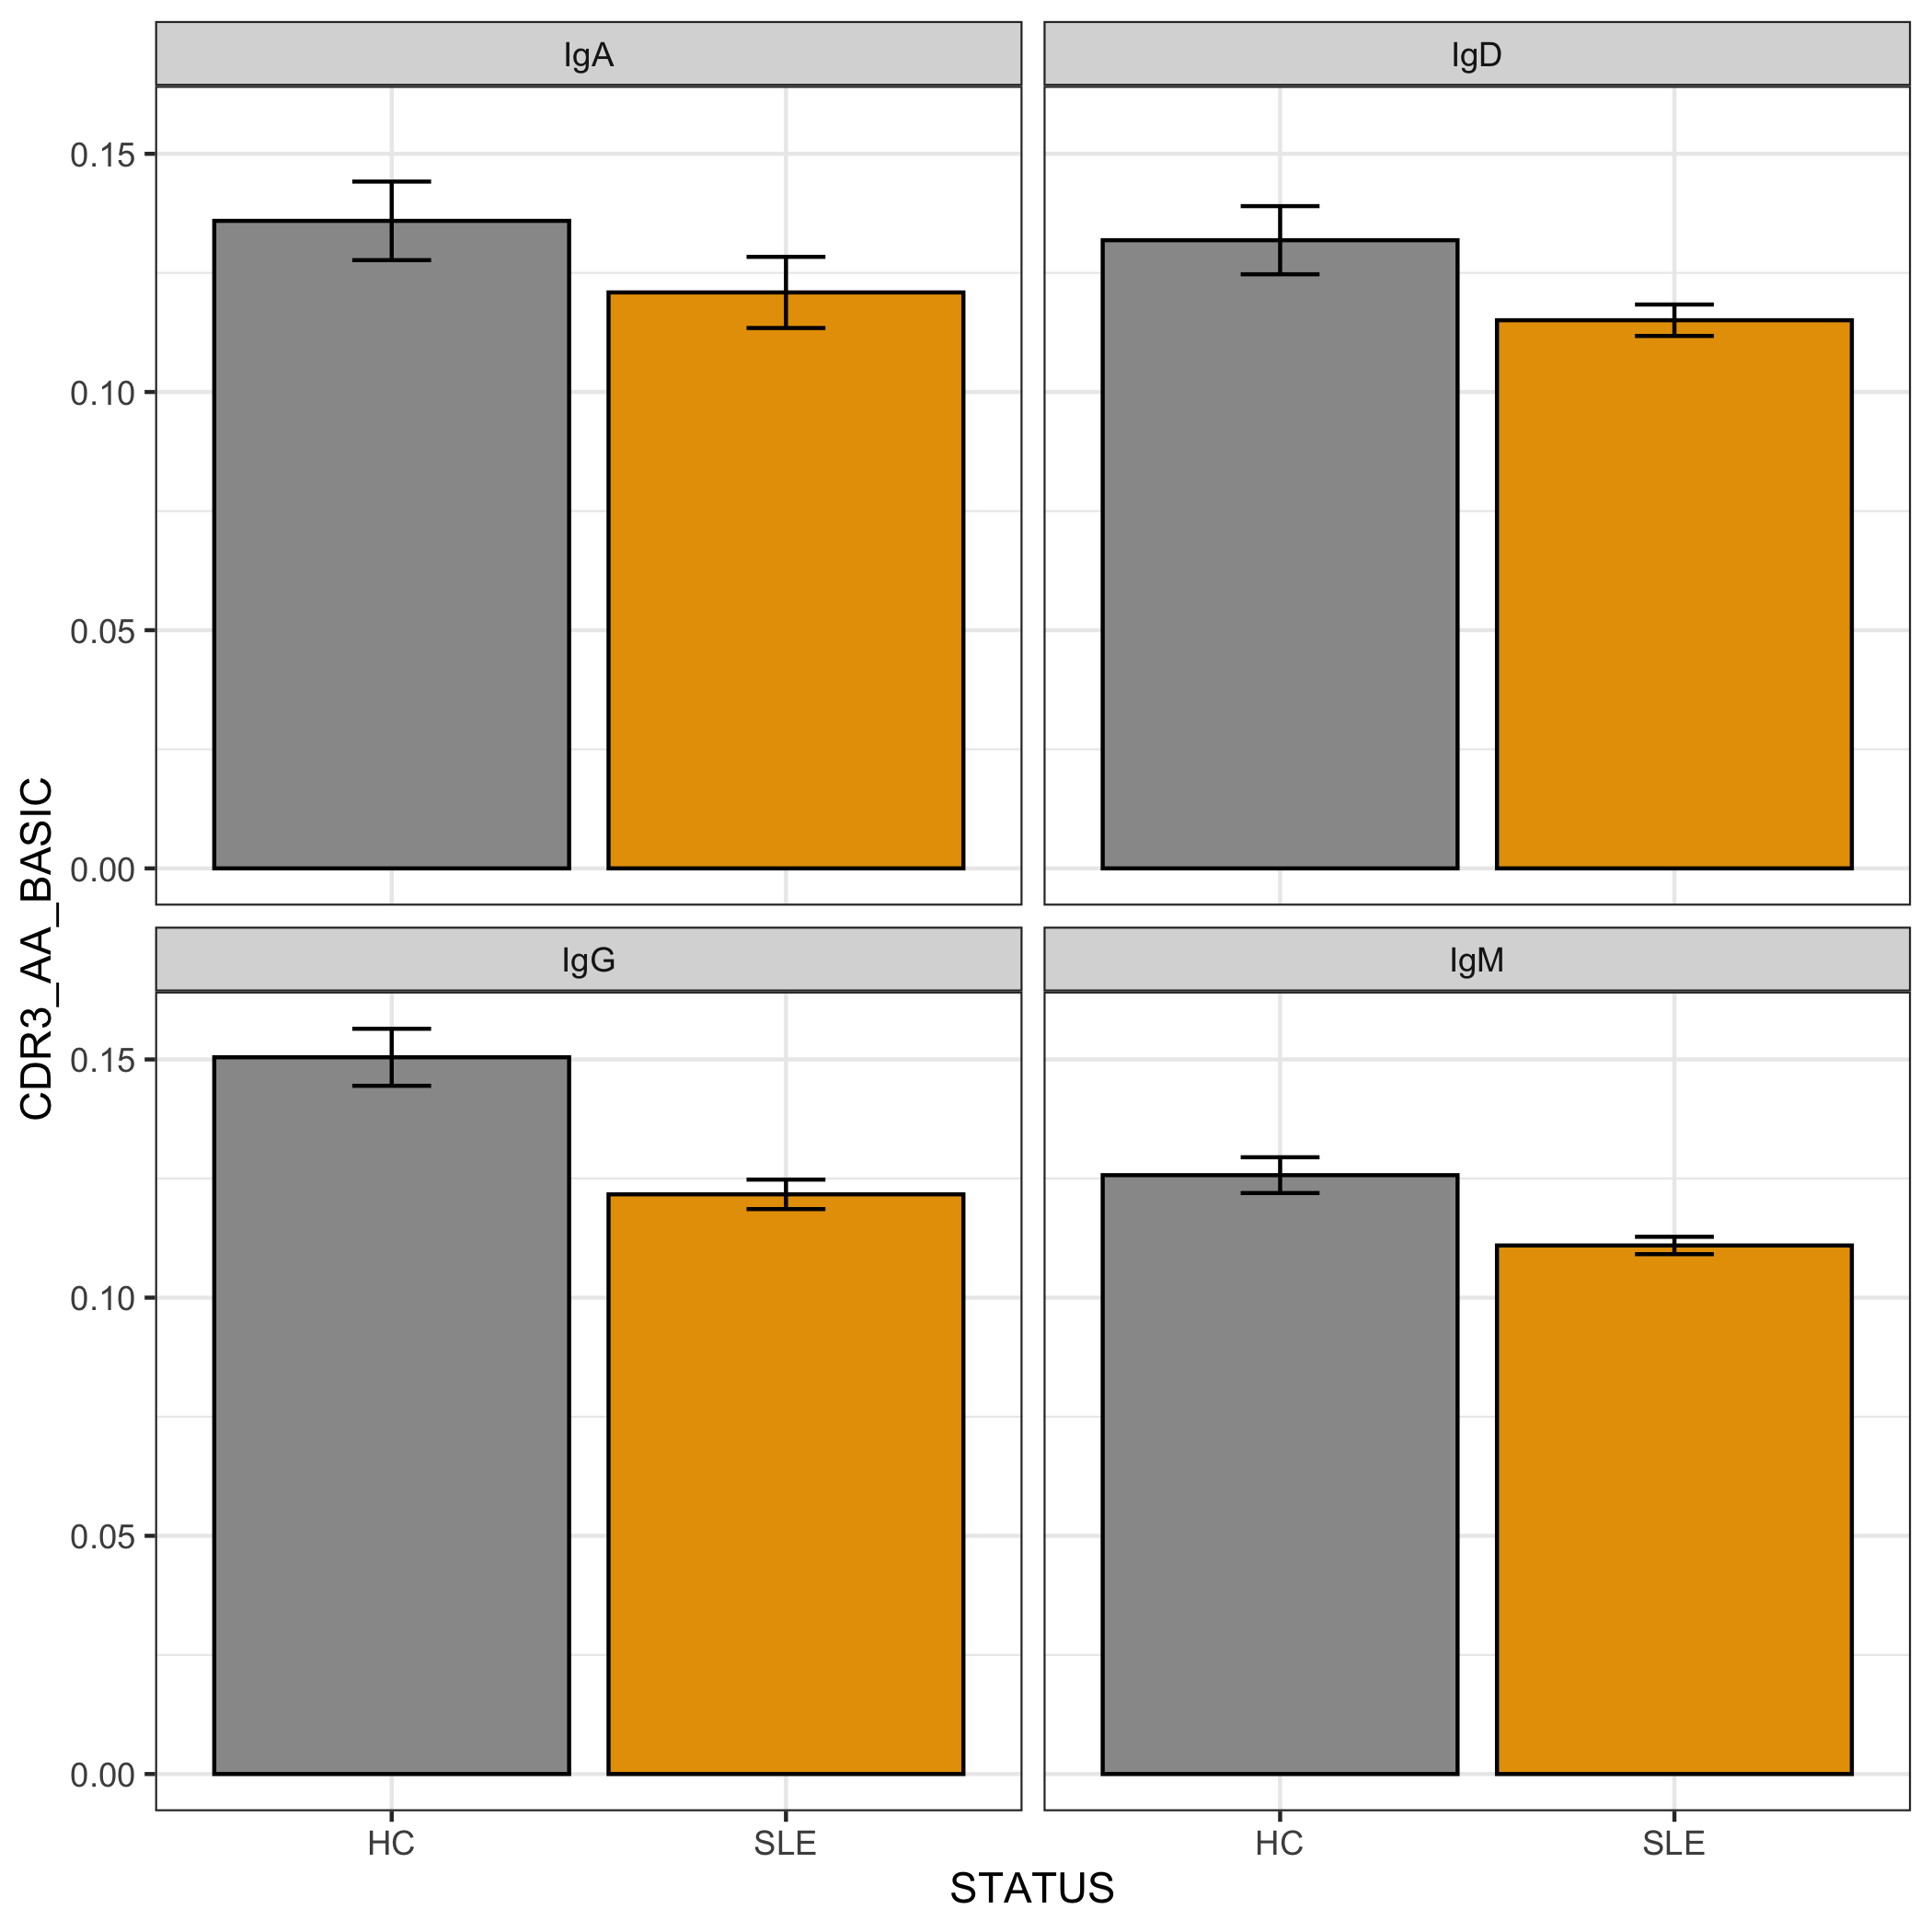 IgA
IgD
0.15
0.10
0.05
0.00
IgG
IgM
0.15
0.10
0.05
0.00
CDR3_AA_BASIC
HC
SLE
HC
SLE
STATUS